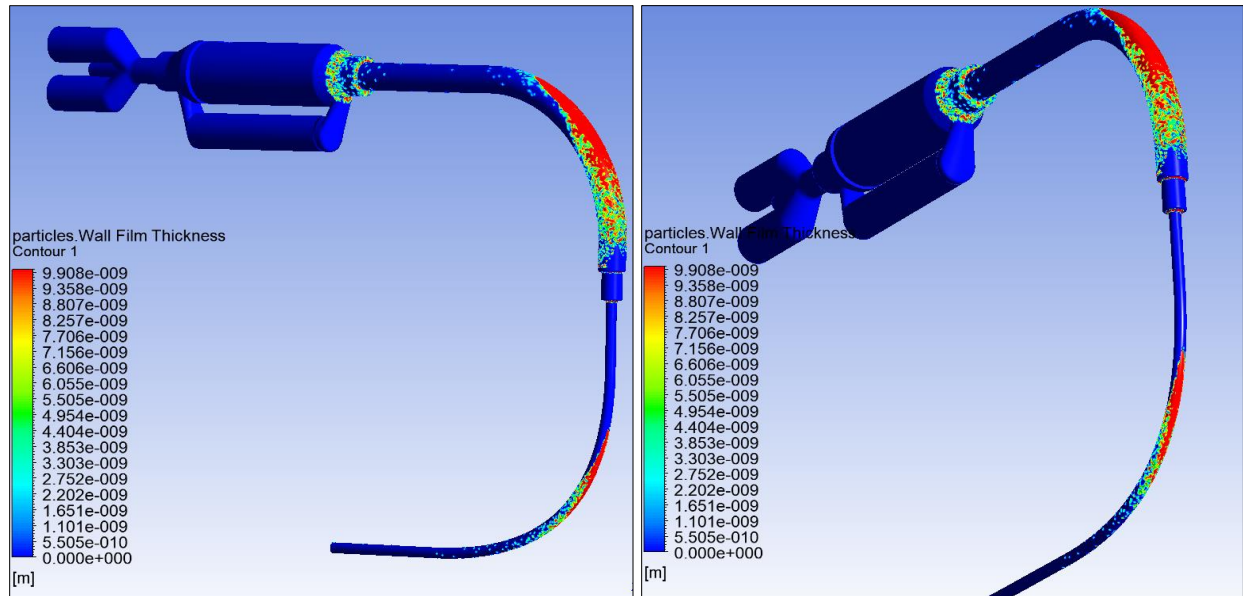 particles.Wall Film Thickness
Contour 1
9.908e-009
9.358e-009
8.807e-009
8.257e-009
7.706e-009
7.156e-009
6.606e-009
6.055e-009
5.505e-009
4.954e-009
4.404e-009
3.853e-009
3.303e-009
2.752e-009
2.202e-009
1.651e-009
1.101e-009
5.505e-010
0.000e+000
[m]
particles.Wall Film Thickness
Contour 1
9.908e-009
9.358e-009
8.807e-009
8.257e-009
7.706e-009
7.156e-009
6.606e-009
6.055e-009
5.505e-009
4.954e-009
4.404e-009
3.853e-009
3.303e-009
2.752e-009
2.202e-009
1.651e-009
1.101e-009
5.505e-010
0.000e+000
[m]